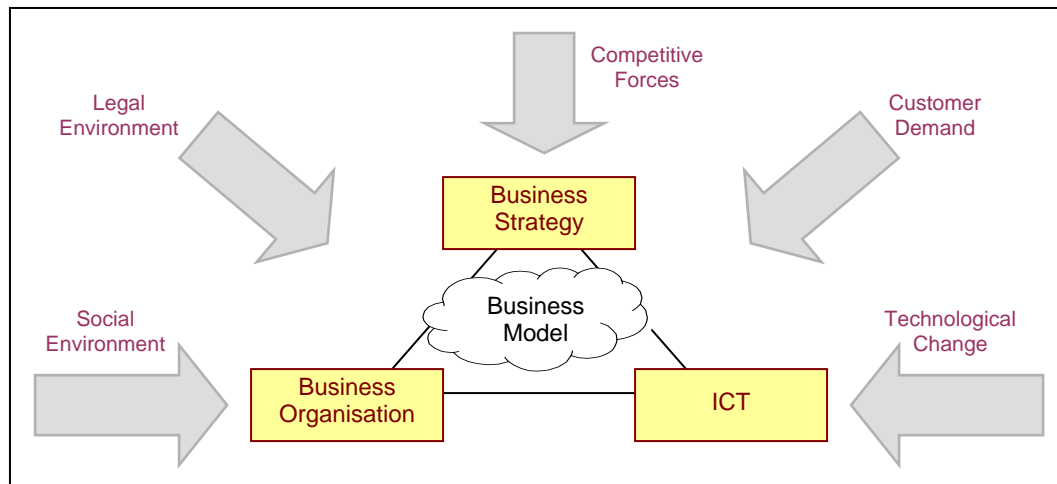 Competitive
Forces
Legal
Environment
Customer
Demand
Business
Strategy
Business
Model
Social
Environment
Technological
Change
Business
Organisation
ICT